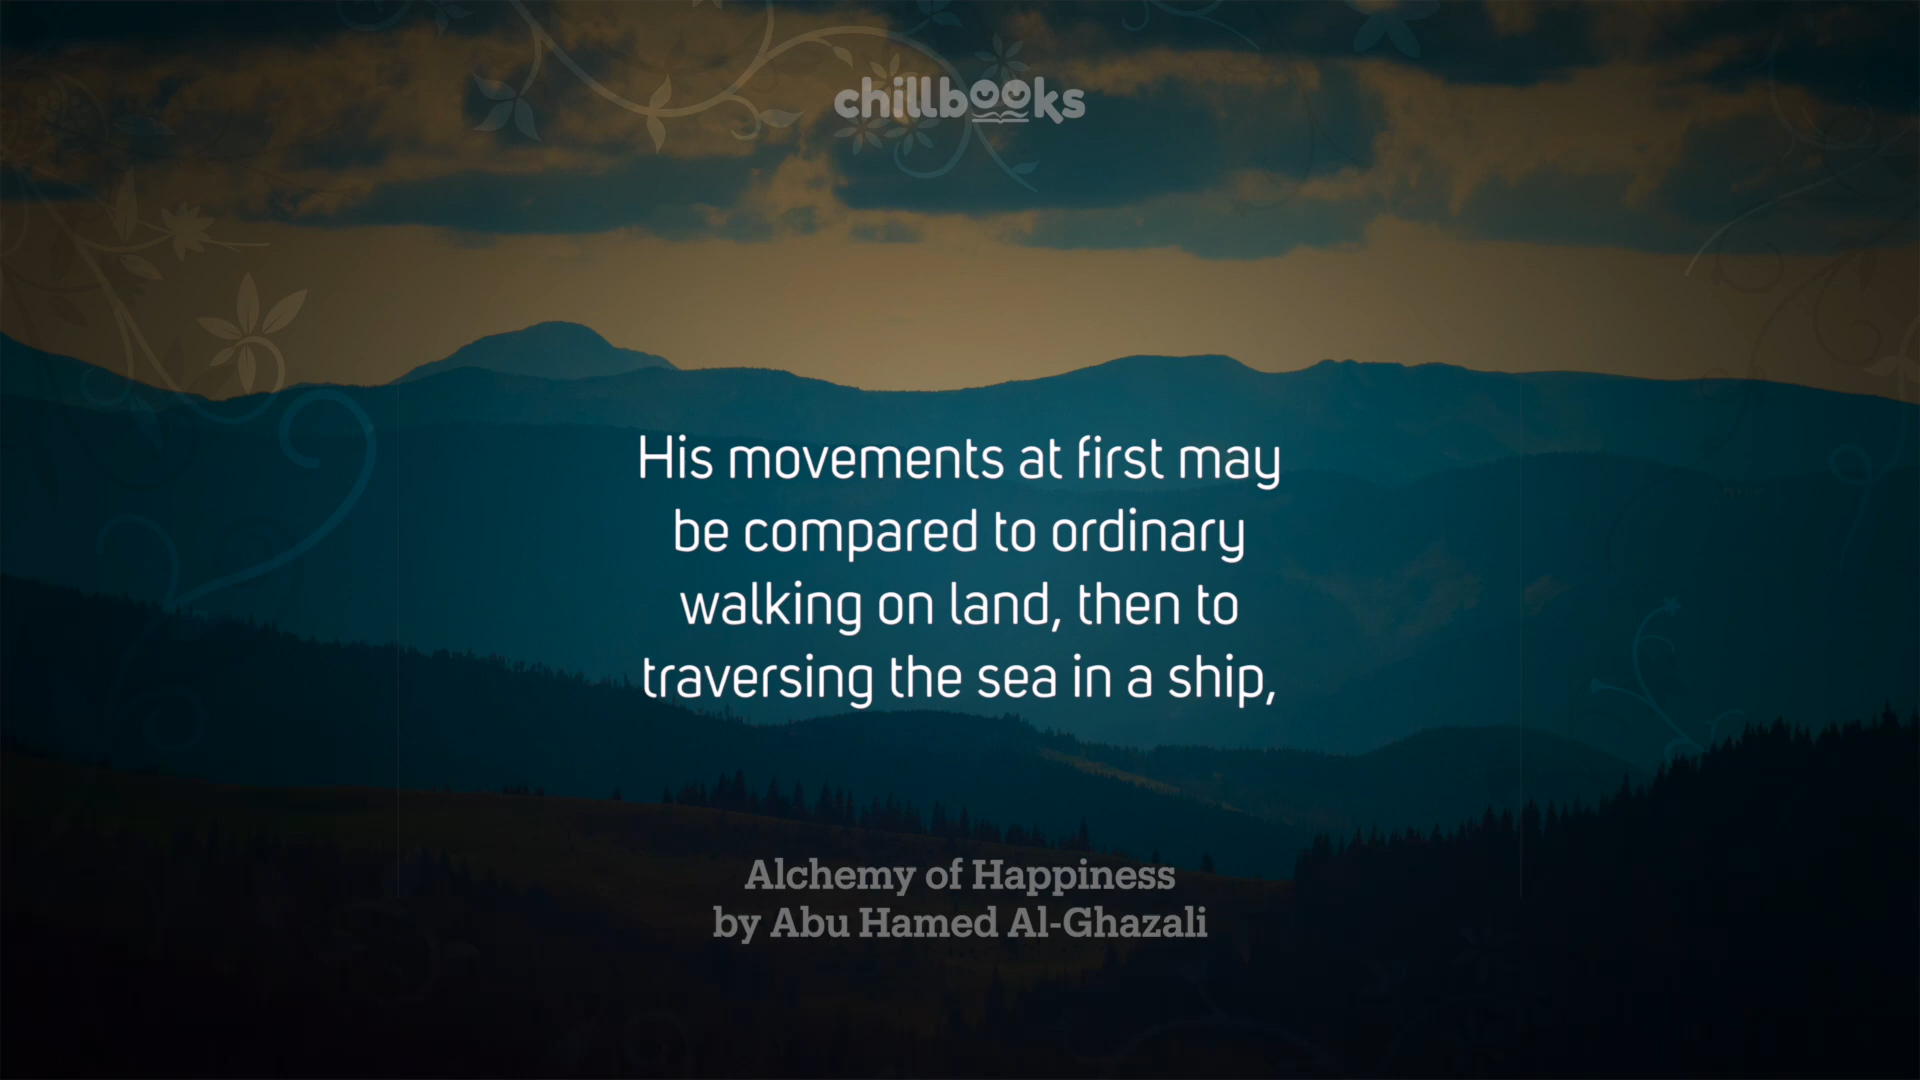 chillbooks
His movements at first may
be compared to ordinary
walking on land, then to
traversing the sea in a ship,
Alchemy of Happiness
by Abu Hamed Al-Ghazali